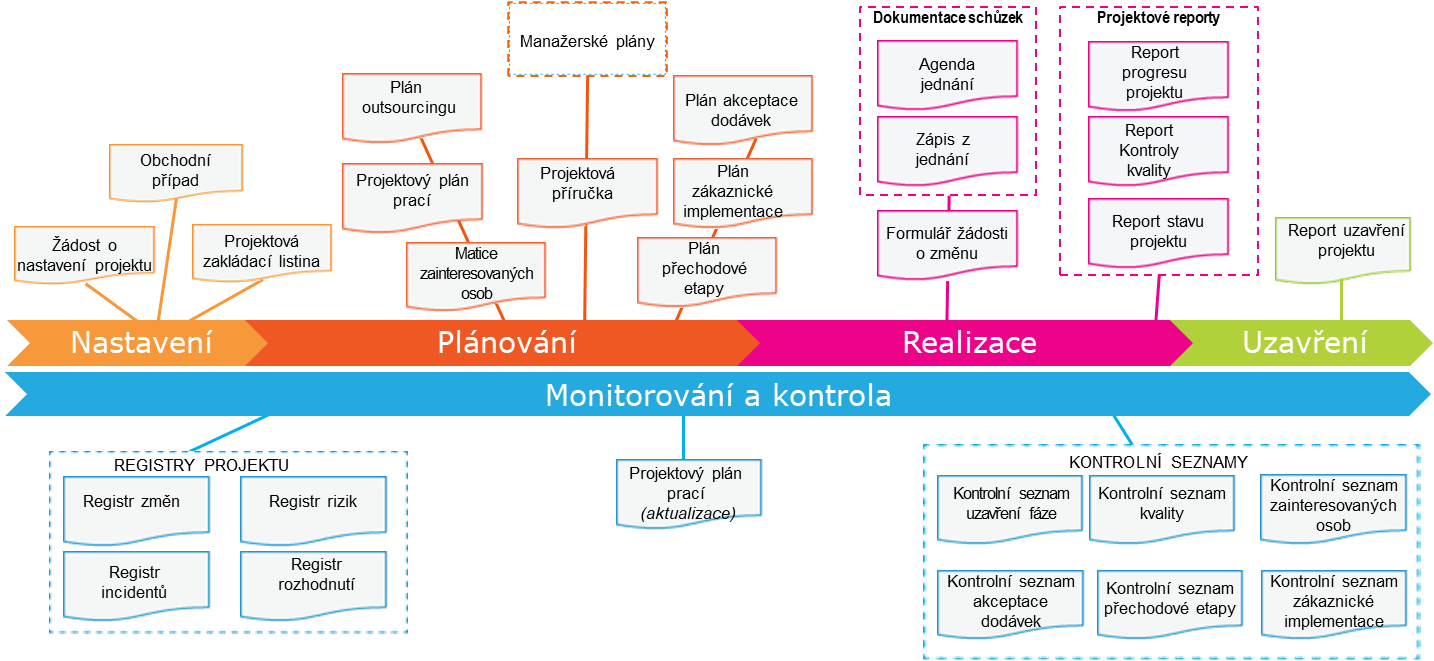 Manažerské plány
Plán
outsourcingu
Projektový plán
prací
Matice
zainteresovaných
osob
Projektová
příručka
Plán akceptace
dodávek
Plán
zákaznické
implementace
Plán
přechodové
etapy
Obchodní
případ
Žádost o
nastavení projektu
Projektová
zakládací listina
Dokumentace schůzek
Agenda
jednání
Zápis z
jednání
Formulář žádosti
o změnu
Projektové reporty
Report
progresu
projektu
Report
Kontroly
kvality
Report stavu
projektu
Report uzavření
projektu
Nastavení
Plánování
Realizace
Uzavření
Monitorování a kontrola
REGISTRY PROJEKTU
Registr změn
Registr rizik
Registr
incidentů
Registr
rozhodnutí
Projektový plán
prací
(aktualizace)
KONTROLNÍ SEZNAMY
Kontrolní seznam
uzavření fáze
Kontrolní seznam
kvality
Kontrolní seznam
zainteresovaných
osob
Kontrolní seznam
akceptace
dodávek
Kontrolní seznam
přechodové etapy
Kontrolní seznam
zákaznické
implementace